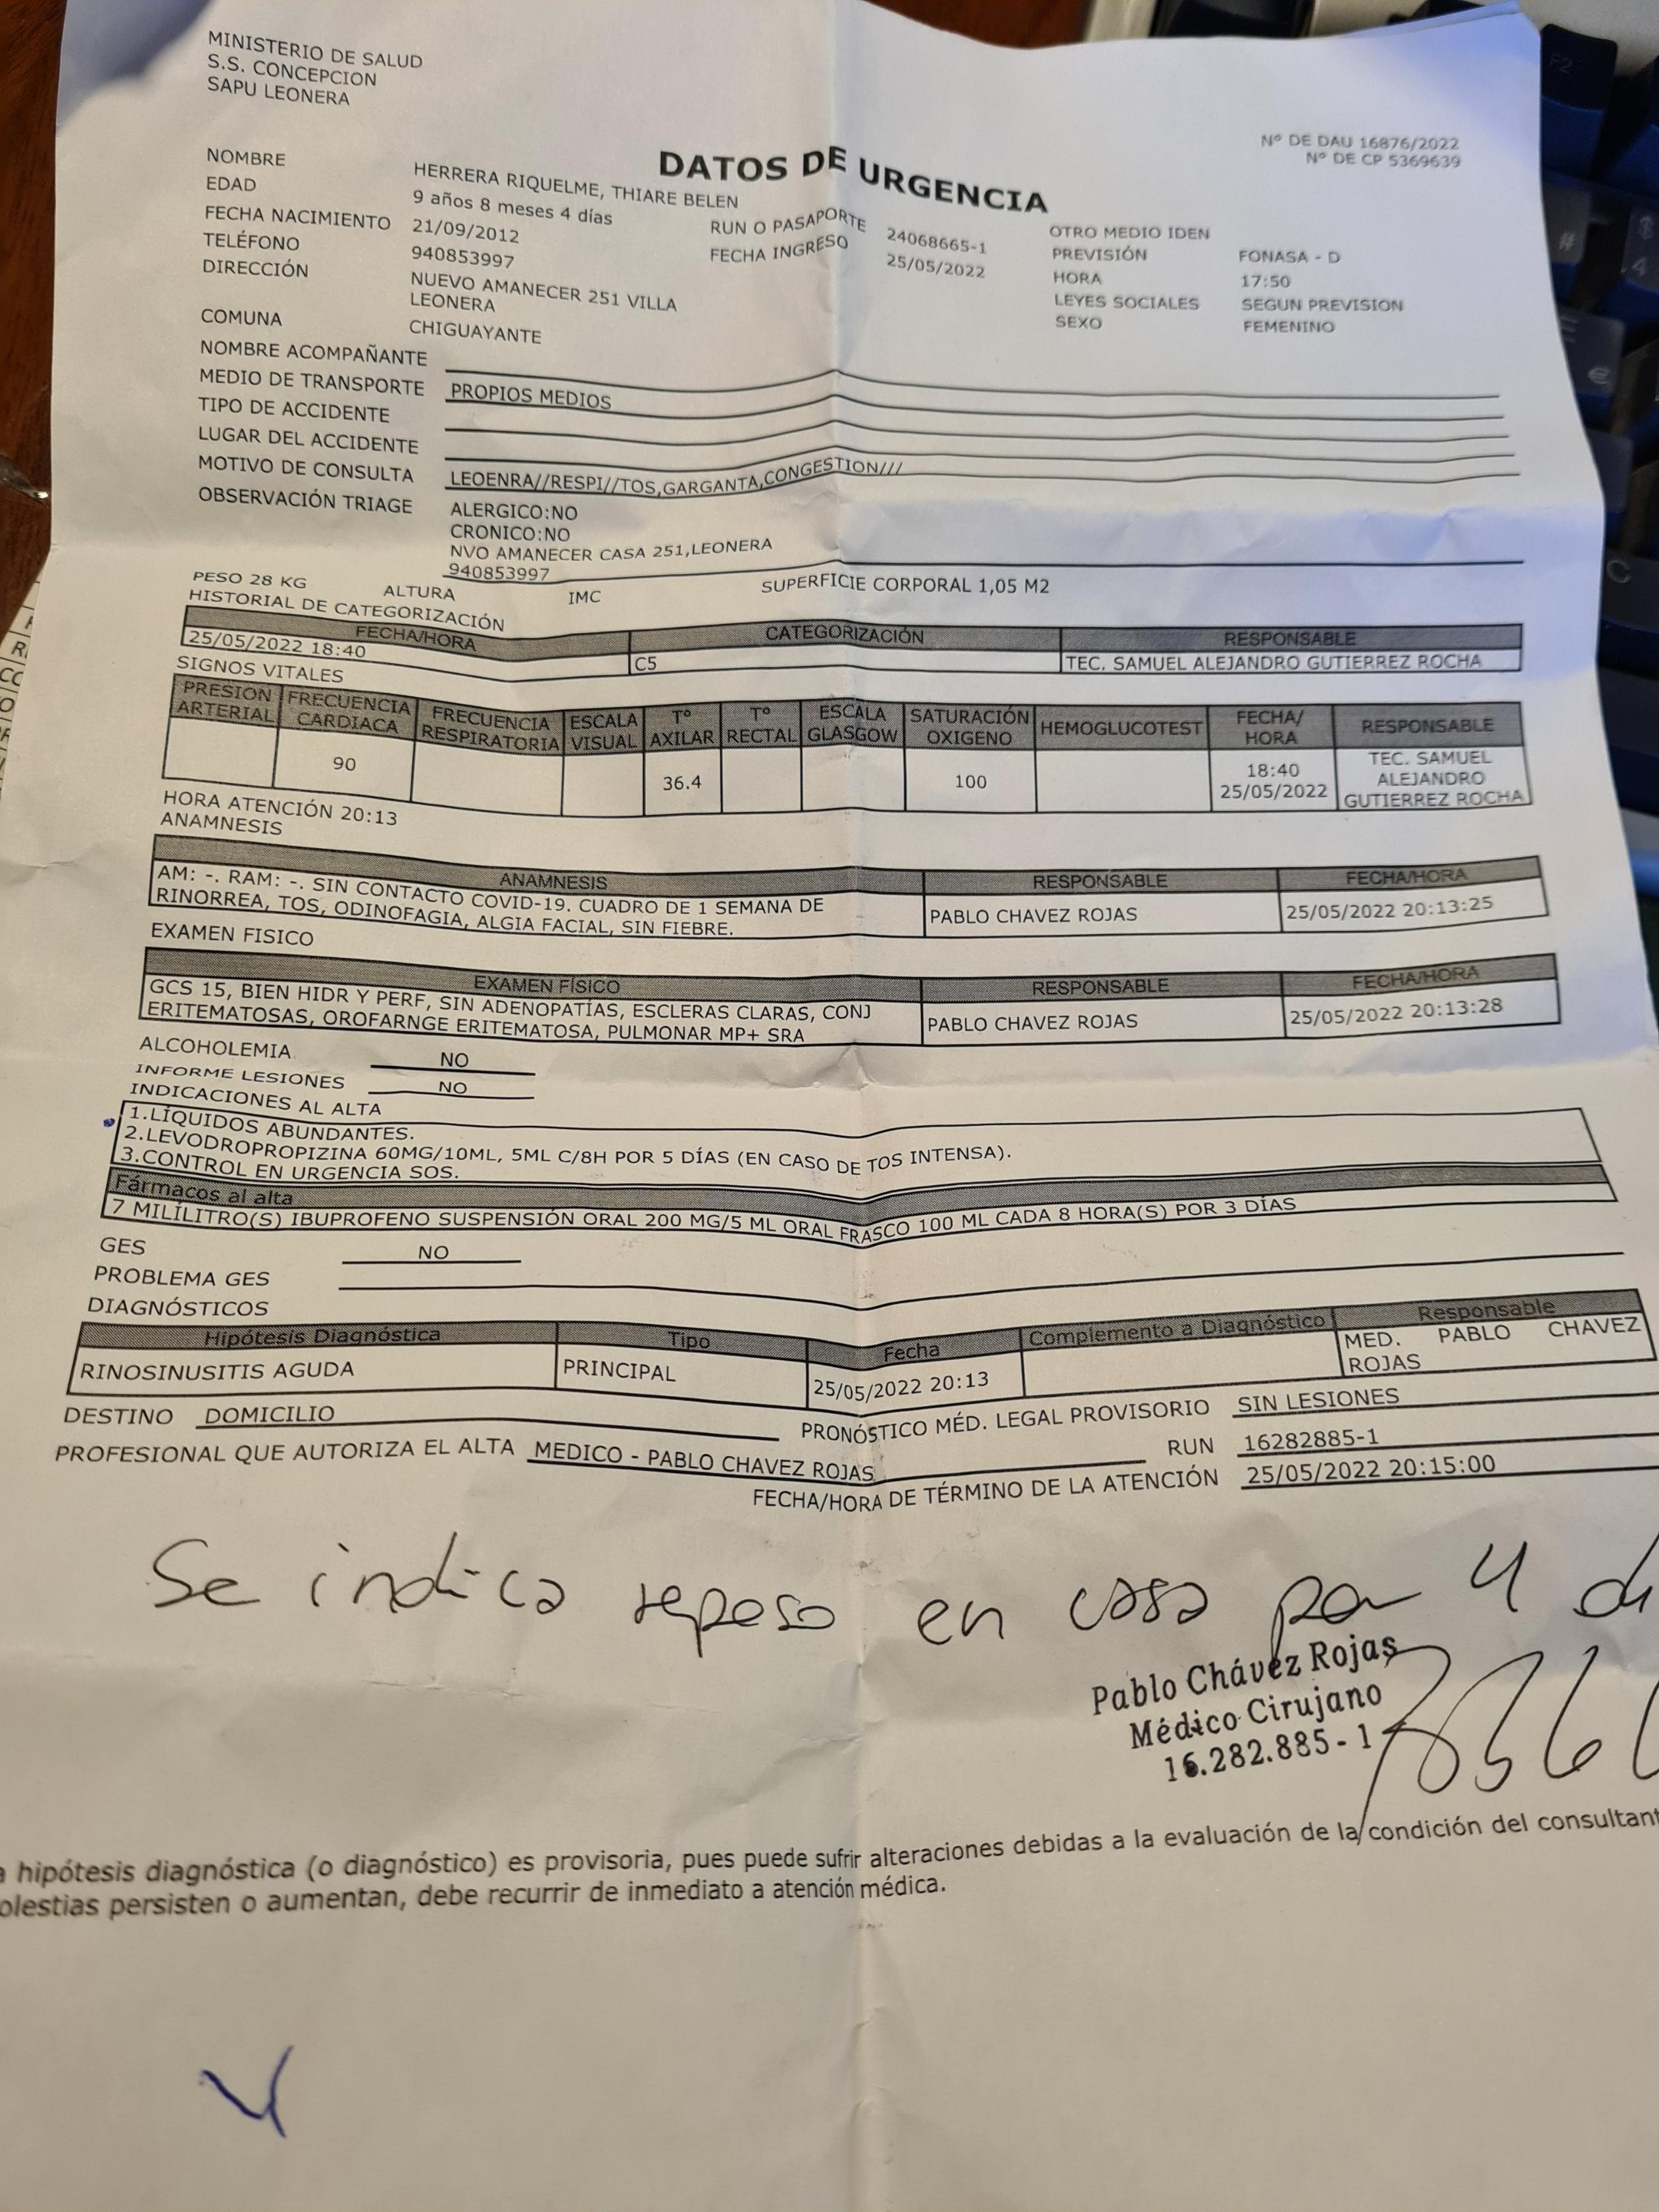 MINISTERIO DE SALUD
S.S. CONCEPCION
SAPU LEONERA
Nº DE DAU 16876/2022
Nº DE CP 5369639
DATOS DE URGENCIA
NOMBRE HERRERA RIQUELME, THIARE BELEN
EDAD 9 años 8 meses 4 días RUN O PASAPORTE 24068665-1 OTRO MEDIO IDEN
FECHA NACIMIENTO 21/09/2012 FECHA INGRESO 25/05/2022 PREVISIÓN FONASA - D
TELÉFONO 940853997 HORA 17:50
DIRECCIÓN NUEVO AMANECER 251 VILLA LEYES SOCIALES SEGUN PREVISION
LEONERA SEXO FEMENINO
COMUNA CHIGUAYANTE
NOMBRE ACOMPAÑANTE
MEDIO DE TRANSPORTE PROPIOS MEDIOS
TIPO DE ACCIDENTE
LUGAR DEL ACCIDENTE
MOTIVO DE CONSULTA LEOENRA//RESPI//TOS,GARGANTA,CONGESTION///
OBSERVACIÓN TRIAGE ALERGICO:NO
CRONICO:NO
NVO AMANECER CASA 251,LEONERA
940853997
PESO 28 KG ALTURA IMC SUPERFICIE CORPORAL 1,05 M2
HISTORIAL DE CATEGORIZACIÓN
FECHA/HORA CATEGORIZACIÓN RESPONSABLE
25/05/2022 18:40 C5 TEC. SAMUEL ALEJANDRO GUTIERREZ ROCHA
SIGNOS VITALES
PRESION FRECUENCIA FRECUENCIA ESCALA Tº Tº ESCALA SATURACIÓN HEMOGLUCOTEST FECHA/ RESPONSABLE
ARTERIAL CARDIACA RESPIRATORIA VISUAL AXILAR RECTAL GLASGOW OXIGENO HORA
90 36.4 100 18:40 TEC. SAMUEL
25/05/2022 ALEJANDRO
GUTIERREZ ROCHA
HORA ATENCIÓN 20:13
ANAMNESIS
ANAMNESIS RESPONSABLE FECHA/HORA
AM: -. RAM: -. SIN CONTACTO COVID-19. CUADRO DE 1 SEMANA DE PABLO CHAVEZ ROJAS 25/05/2022 20:13:25
RINORREA, TOS, ODINOFAGIA, ALGIA FACIAL, SIN FIEBRE.
EXAMEN FISICO
EXAMEN FÍSICO RESPONSABLE FECHA/HORA
GCS 15, BIEN HIDR Y PERF, SIN ADENOPATÍAS, ESCLERAS CLARAS, CONJ PABLO CHAVEZ ROJAS 25/05/2022 20:13:28
ERITEMATOSAS, OROFARNGE ERITEMATOSA, PULMONAR MP+ SRA
ALCOHOLEMIA NO
INFORME LESIONES NO
INDICACIONES AL ALTA
1.LÍQUIDOS ABUNDANTES.
2.LEVODROPROPIZINA 60MG/10ML, 5ML C/8H POR 5 DÍAS (EN CASO DE TOS INTENSA).
3.CONTROL EN URGENCIA SOS.
Fármacos al alta
7 MILILITRO(S) IBUPROFENO SUSPENSIÓN ORAL 200 MG/5 ML ORAL FRASCO 100 ML CADA 8 HORA(S) POR 3 DÍAS
GES NO
PROBLEMA GES
DIAGNÓSTICOS
Hipótesis Diagnóstica Tipo Fecha Complemento a Diagnóstico Responsable
RINOSINUSITIS AGUDA PRINCIPAL 25/05/2022 20:13 MED. PABLO CHAVEZ
ROJAS
DESTINO DOMICILIO PRONÓSTICO MÉD. LEGAL PROVISORIO SIN LESIONES
PROFESIONAL QUE AUTORIZA EL ALTA MEDICO - PABLO CHAVEZ ROJAS RUN 16282885-1
FECHA/HORA DE TÉRMINO DE LA ATENCIÓN 25/05/2022 20:15:00
Se indica reposo en casa por 4 di
Pablo Chávez Rojas
Médico Cirujano
16.282.885-1
a hipótesis diagnóstica (o diagnóstico) es provisoria, pues puede sufrir alteraciones debidas a la evaluación de la condición del consultant
olestias persisten o aumentan, debe recurrir de inmediato a atención médica.